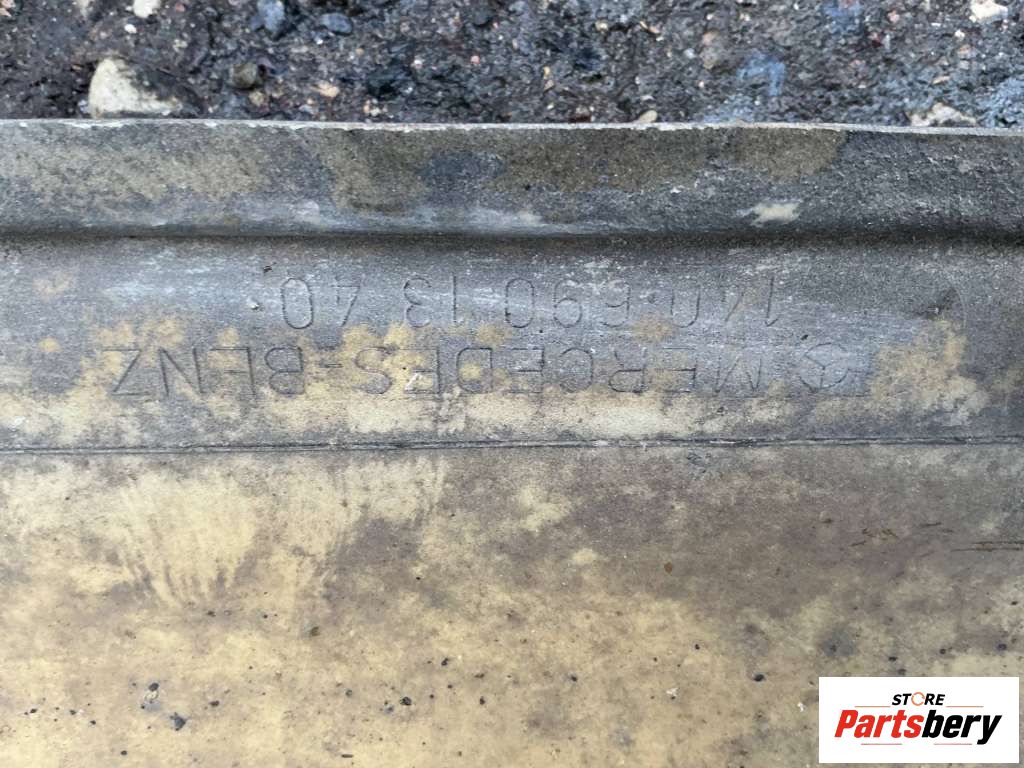 MERCEDES-BENZ
140 690 13 40
STORE
Partsbery